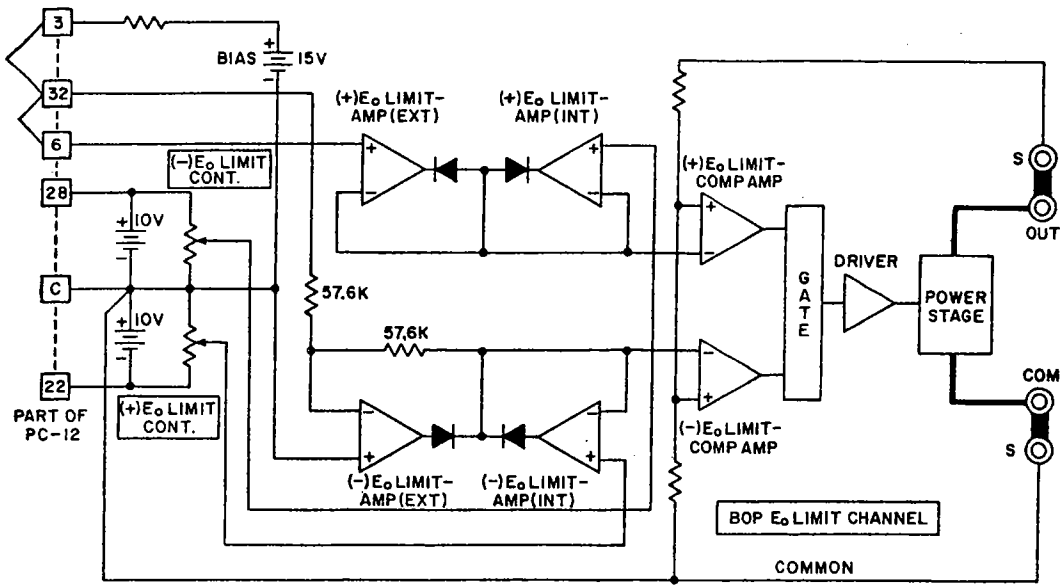 3
BIAS
+
15V
-
32
(+)E₀ LIMIT-
AMP(EXT)
(+)E₀ LIMIT-
AMP(INT)
6
(-)E₀ LIMIT
CONT.
+
-
+
-
(+)E₀ LIMIT-
COMP AMP
+
-
S
OUT
28
+
10V
-
C
57.6K
GATE
DRIVER
POWER
STAGE
+
10V
-
57,6K
22
PART OF
PC-12
(+)E₀ LIMIT
CONT.
-
+
-
+
-
+
(-)E₀ LIMIT-
COMP AMP
COM
S
(-)E₀ LIMIT-
AMP(EXT)
(-)E₀ LIMIT-
AMP(INT)
BOP E₀ LIMIT CHANNEL
COMMON